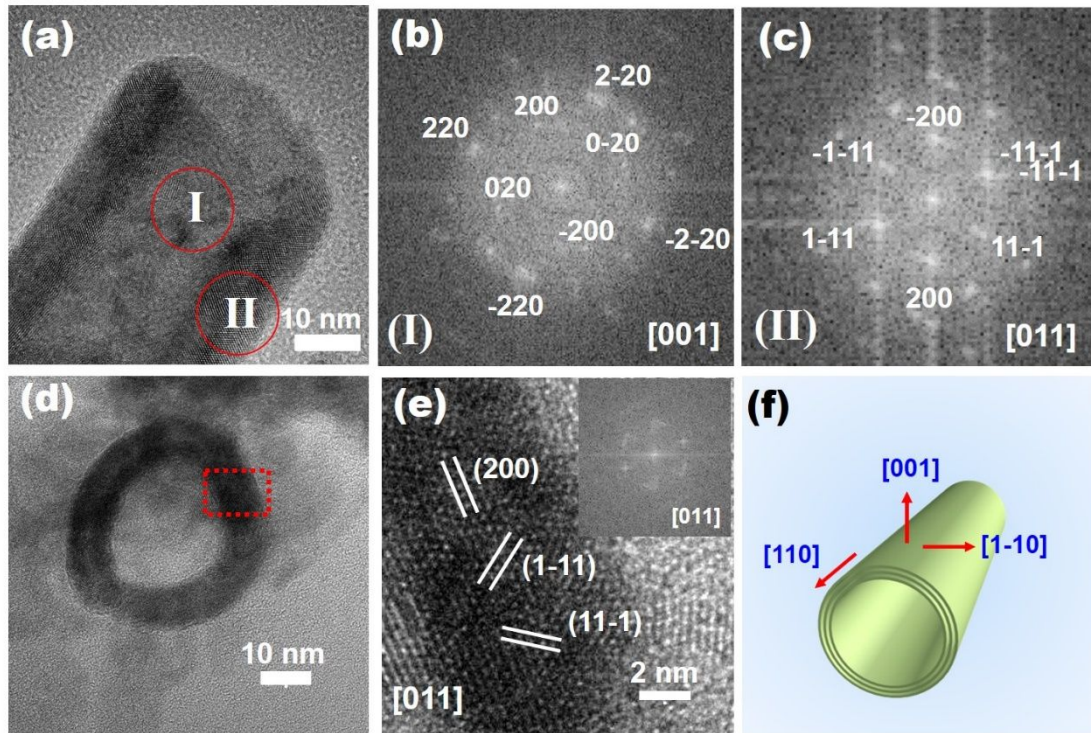 (a)
I
II
10 nm
(b)
2-20
200
220
0-20
020
-200
-2-20
-220
(I)
[001]
(c)
-200
-1-11
-11-1
-11-1
1-11
11-1
200
(II)
[011]
(d)
10 nm
(e)
(200)
[011]
(1-11)
(11-1)
2 nm
[011]
(f)
[001]
[110]
[1-10]